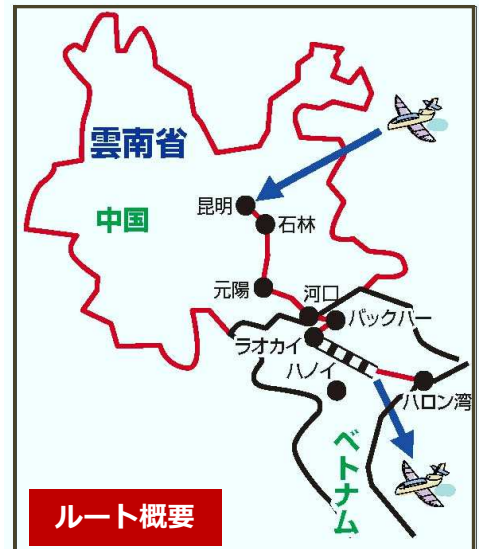 雲南省
中国
昆明
石林
元陽
河口
バックハー
ラオカイ
ハノイ
ハロン湾
ベトナム
ルート概要